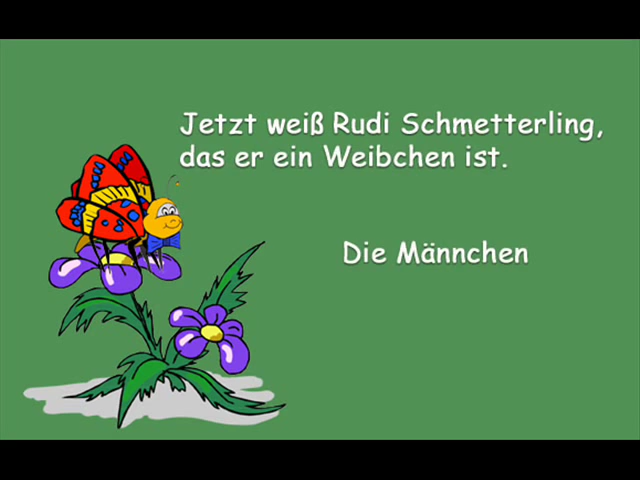 Jetzt weiß Rudi Schmetterling,
das er ein Weibchen ist.
Die Männchen